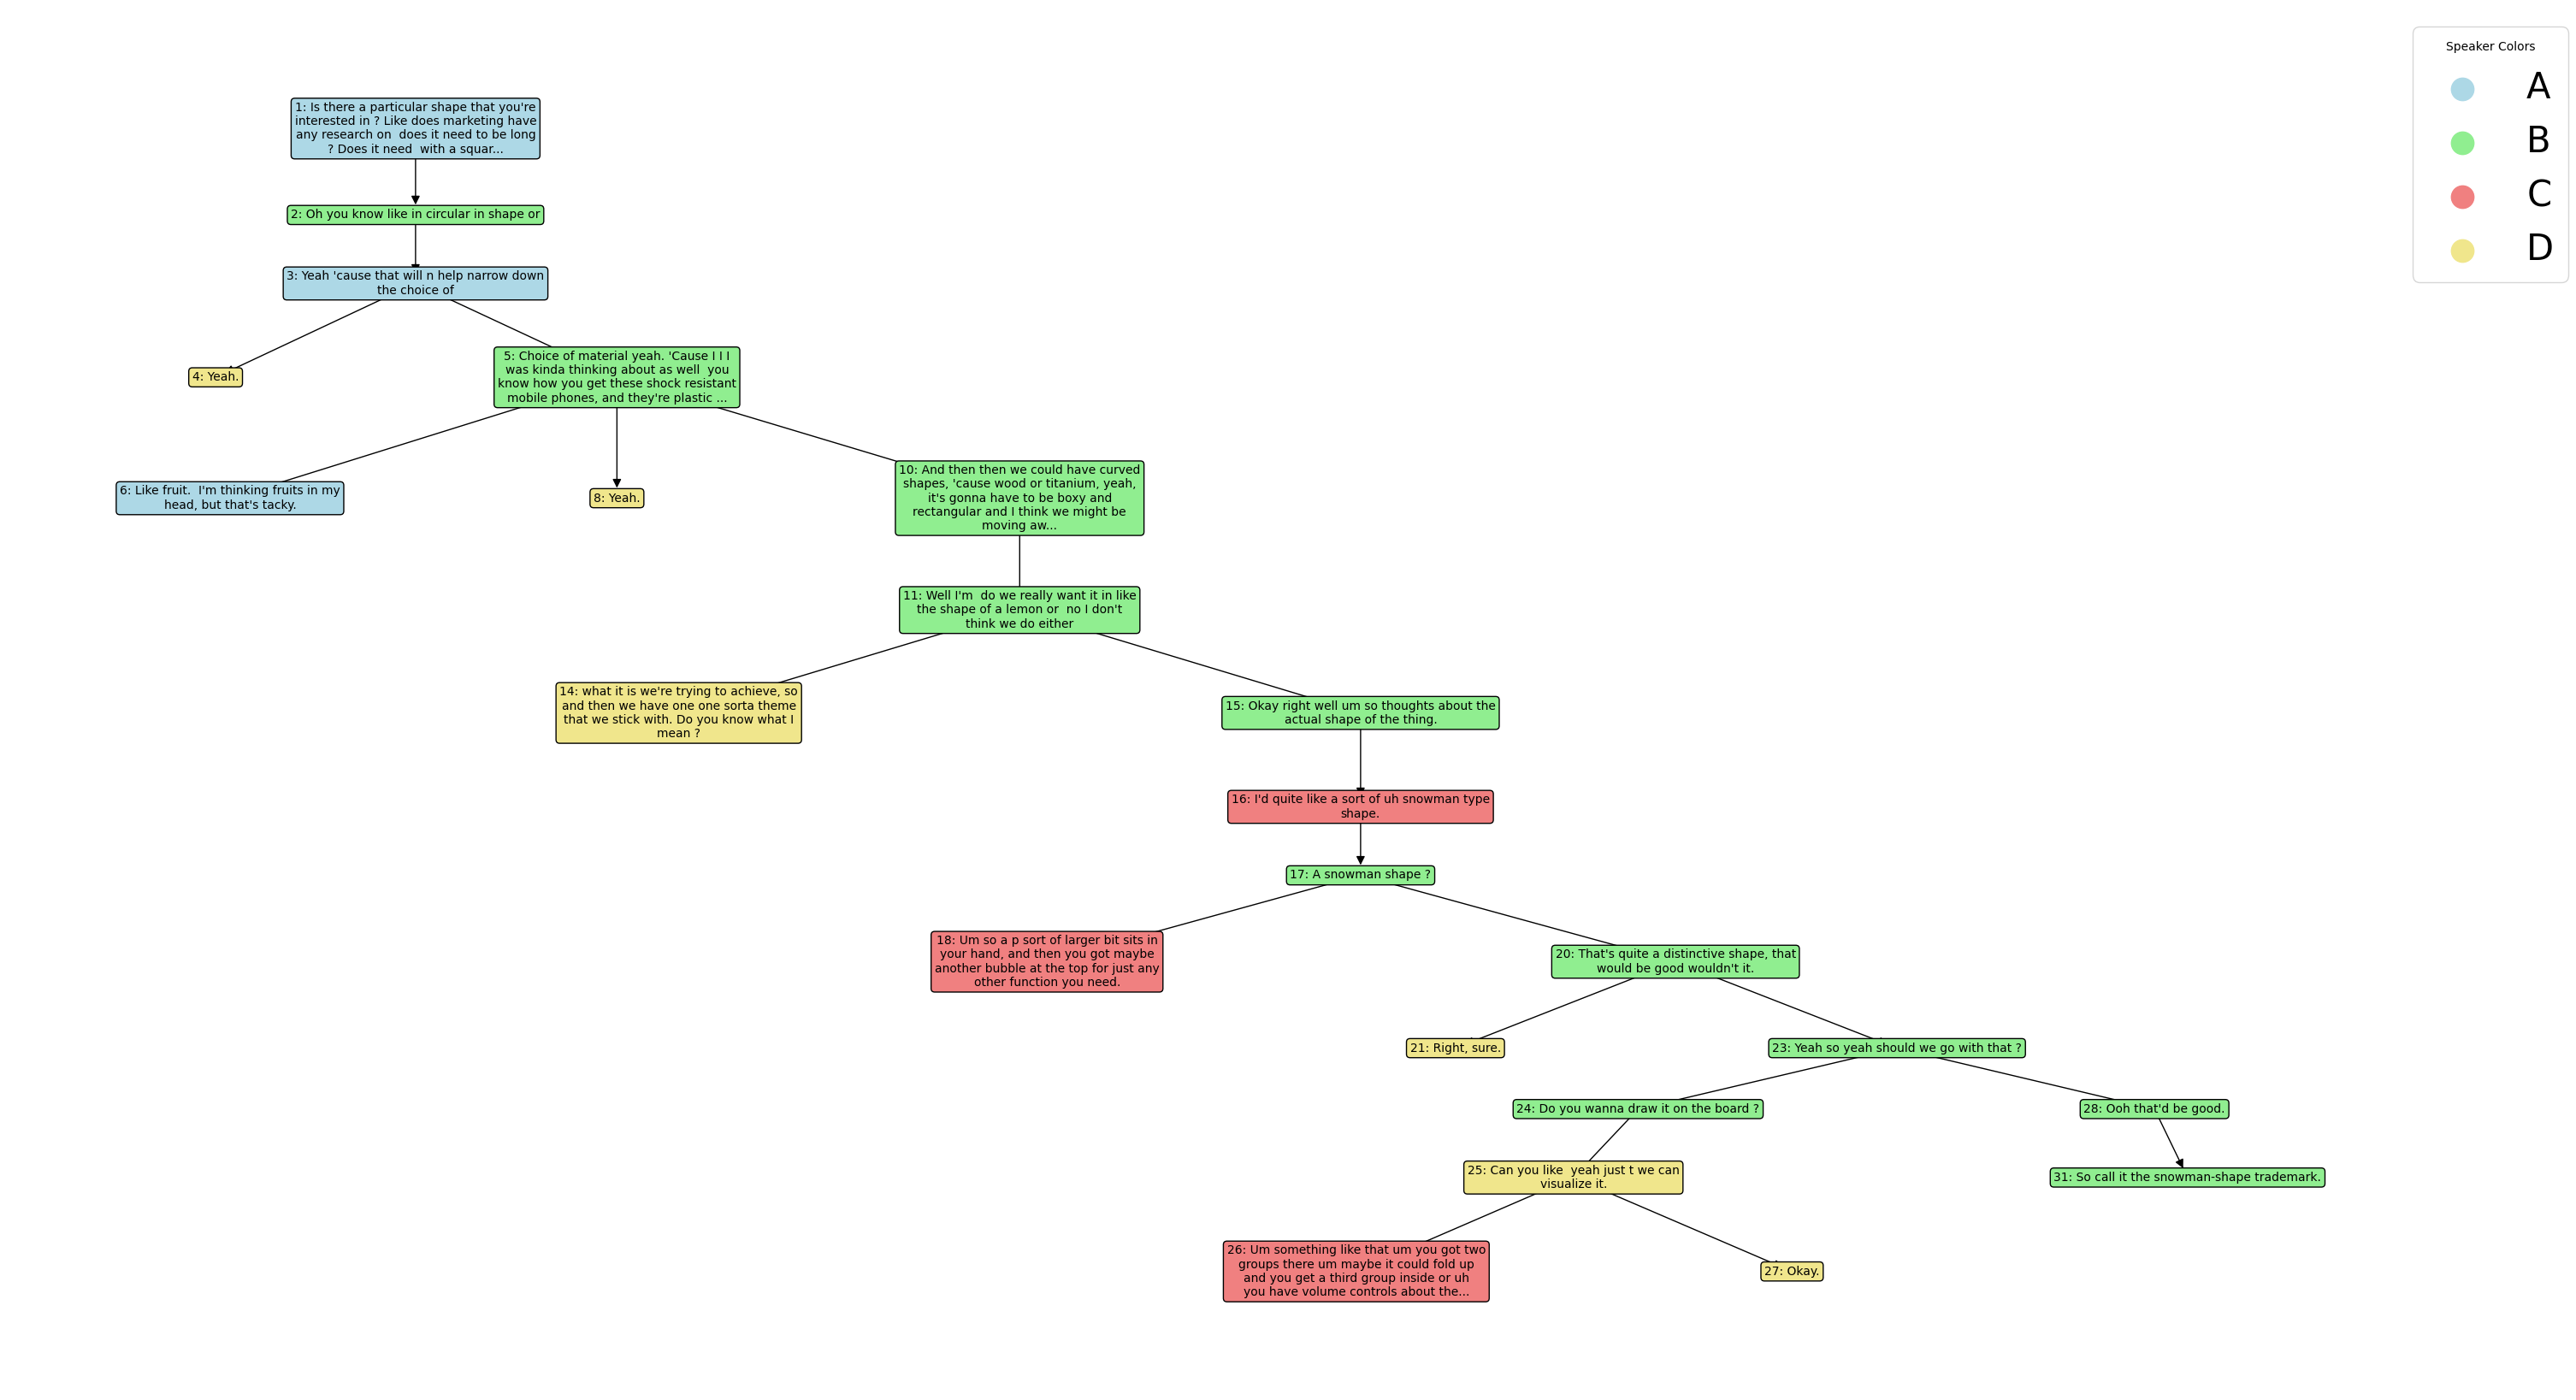 Speaker Colors
A
B
C
D
1: Is there a particular shape that you're
interested in ? Like does marketing have
any research on  does it need to be long
? Does it need  with a squar...
2: Oh you know like in circular in shape or
3: Yeah 'cause that will n help narrow down
the choice of
4: Yeah.
5: Choice of material yeah. 'Cause I I I
was kinda thinking about as well  you
know how you get these shock resistant
mobile phones, and they're plastic ...
6: Like fruit.  I'm thinking fruits in my
head, but that's tacky.
8: Yeah.
10: And then then we could have curved
shapes, 'cause wood or titanium, yeah,
it's gonna have to be boxy and
rectangular and I think we might be
moving aw...
11: Well I'm  do we really want it in like
the shape of a lemon or  no I don't
think we do either
14: what it is we're trying to achieve, so
and then we have one one sorta theme
that we stick with. Do you know what I
mean ?
15: Okay right well um so thoughts about the
actual shape of the thing.
16: I'd quite like a sort of uh snowman type
shape.
17: A snowman shape ?
18: Um so a p sort of larger bit sits in
your hand, and then you got maybe
another bubble at the top for just any
other function you need.
20: That's quite a distinctive shape, that
would be good wouldn't it.
21: Right, sure.
23: Yeah so yeah should we go with that ?
24: Do you wanna draw it on the board ?
28: Ooh that'd be good.
25: Can you like  yeah just t we can
visualize it.
31: So call it the snowman-shape trademark.
26: Um something like that um you got two
groups there um maybe it could fold up
and you get a third group inside or uh
you have volume controls about the...
27: Okay.